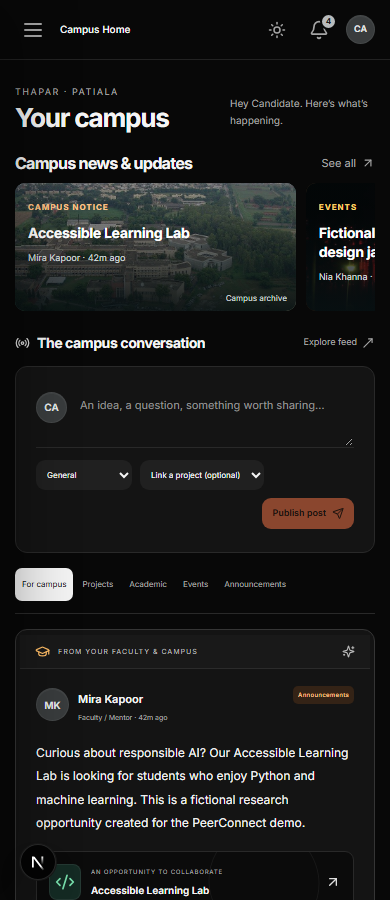 Campus Home
4
CA
THAPAR · PATIALA
Your campus
Hey Candidate. Here's what's
happening.
Campus news & updates
See all
CAMPUS NOTICE
Accessible Learning Lab
Mira Kapoor · 42m ago
Campus archive
EVENTS
Fictional
design ja
Nia Khanna ·
The campus conversation
Explore feed
CA
An idea, a question, something worth sharing...
General
Link a project (optional)
Publish post
For campus
Projects
Academic
Events
Announcements
FROM YOUR FACULTY & CAMPUS
MK
Mira Kapoor
Faculty / Mentor · 42m ago
Announcements
Curious about responsible AI? Our Accessible Learning
Lab is looking for students who enjoy Python and
machine learning. This is a fictional research
opportunity created for the PeerConnect demo.
N
</>
AN OPPORTUNITY TO COLLABORATE
Accessible Learning Lab